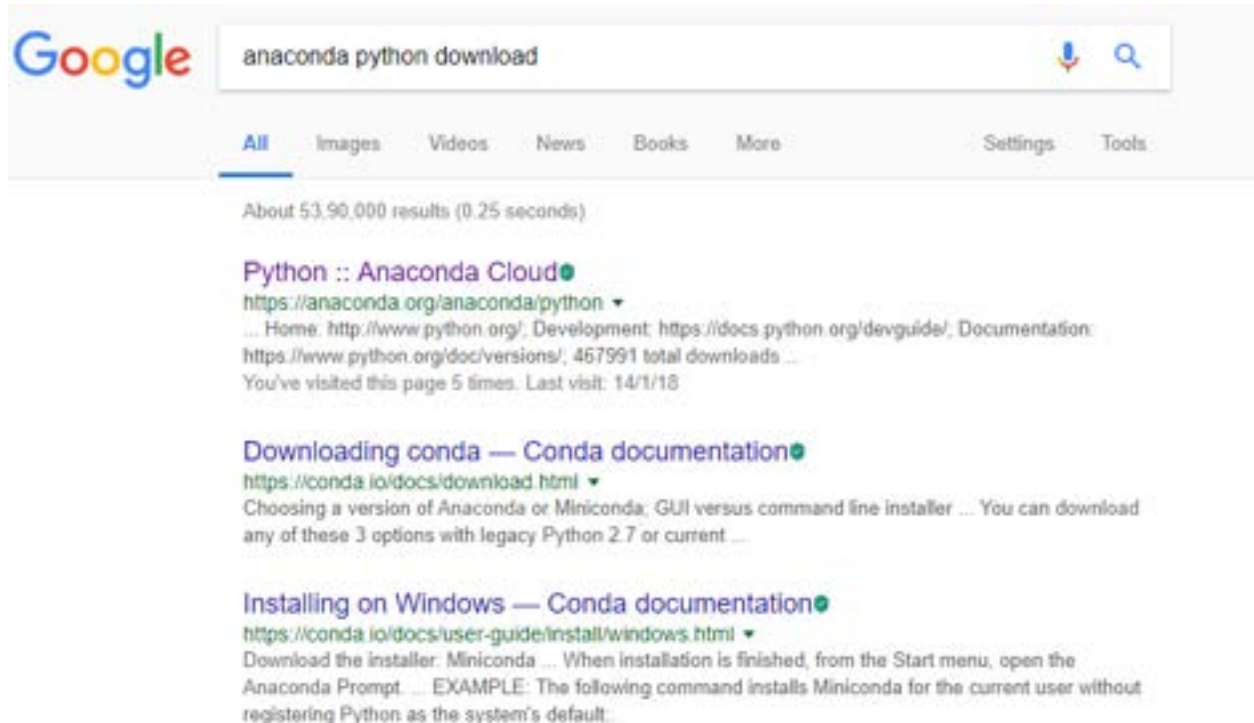 Google
anaconda python download
All Images Videos News Books More Settings Tools
About 53,90,000 results (0.25 seconds)
Python :: Anaconda Cloud
https://anaconda.org/anaconda/python
... Home: http://www.python.org/; Development: https://docs.python.org/devguide/; Documentation:
https://www.python.org/doc/versions/; 467991 total downloads ...
You've visited this page 5 times. Last visit: 14/1/18
Downloading conda — Conda documentation
https://conda.io/docs/download.html
Choosing a version of Anaconda or Miniconda; GUI versus command line installer ... You can download
any of these 3 options with legacy Python 2.7 or current ...
Installing on Windows — Conda documentation
https://conda.io/docs/user-guide/install/windows.html
Download the installer: Miniconda ... When installation is finished, from the Start menu, open the
Anaconda Prompt. ... EXAMPLE: The following command installs Miniconda for the current user without
registering Python as the system's default: